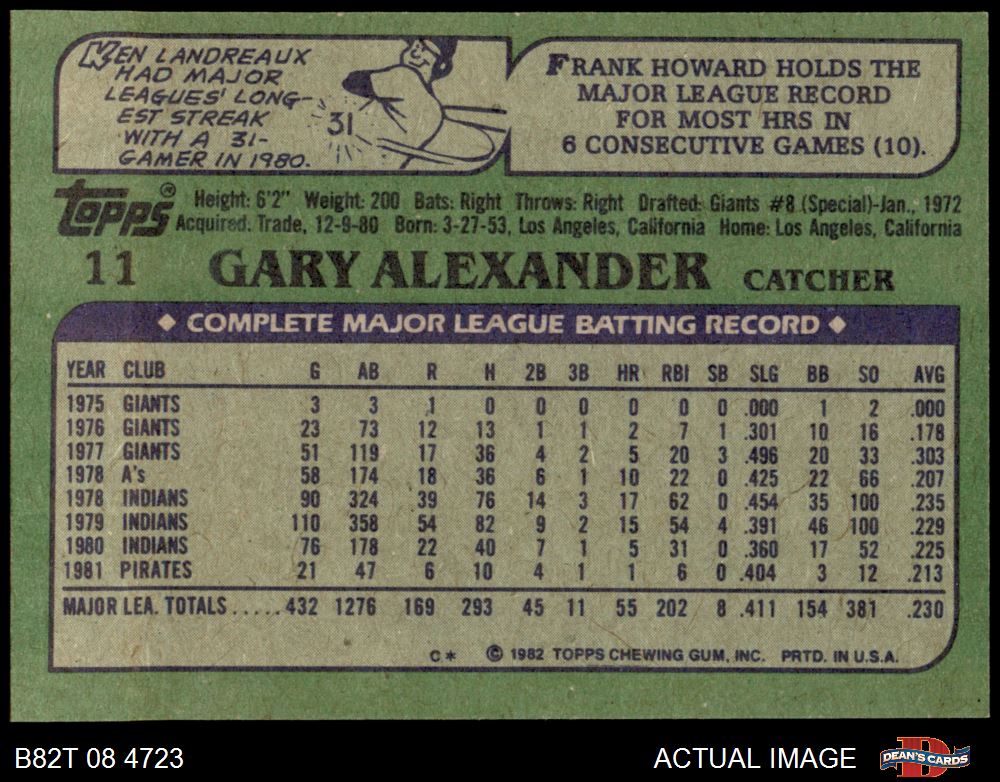 KEN LANDREAUX
HAD MAJOR
LEAGUES' LONG-
EST STREAK
WITH A 31-
GAMER IN 1980.
31
FRANK HOWARD HOLDS THE
MAJOR LEAGUE RECORD
FOR MOST HRS IN
6 CONSECUTIVE GAMES (10).
Topps®
Height: 6'2" Weight: 200 Bats: Right Throws: Right Drafted: Giants #8 (Special)-Jan., 1972
Acquired: Trade, 12-9-80 Born: 3-27-53, Los Angeles, California Home: Los Angeles, California
11 GARY ALEXANDER CATCHER
◆ COMPLETE MAJOR LEAGUE BATTING RECORD ◆
YEAR CLUB G AB R H 2B 3B HR RBI SB SLG BB SO AVG
1975 GIANTS 3 3 1 0 0 0 0 0 0 .000 1 2 .000
1976 GIANTS 23 73 12 13 1 1 2 7 1 .301 10 16 .178
1977 GIANTS 51 119 17 36 4 2 5 20 3 .496 20 33 .303
1978 A's 58 174 18 36 6 1 10 22 0 .425 22 66 .207
1978 INDIANS 90 324 39 76 14 3 17 62 0 .454 35 100 .235
1979 INDIANS 110 358 54 82 9 2 15 54 4 .391 46 100 .229
1980 INDIANS 76 178 22 40 7 1 5 31 0 .360 17 52 .225
1981 PIRATES 21 47 6 10 4 1 1 6 0 .404 3 12 .213
MAJOR LEA. TOTALS.....432 1276 169 293 45 11 55 202 8 .411 154 381 .230
C* © 1982 TOPPS CHEWING GUM, INC. PRTD. IN U.S.A.
B82T 08 4723 ACTUAL IMAGE DEAN'S CARDS